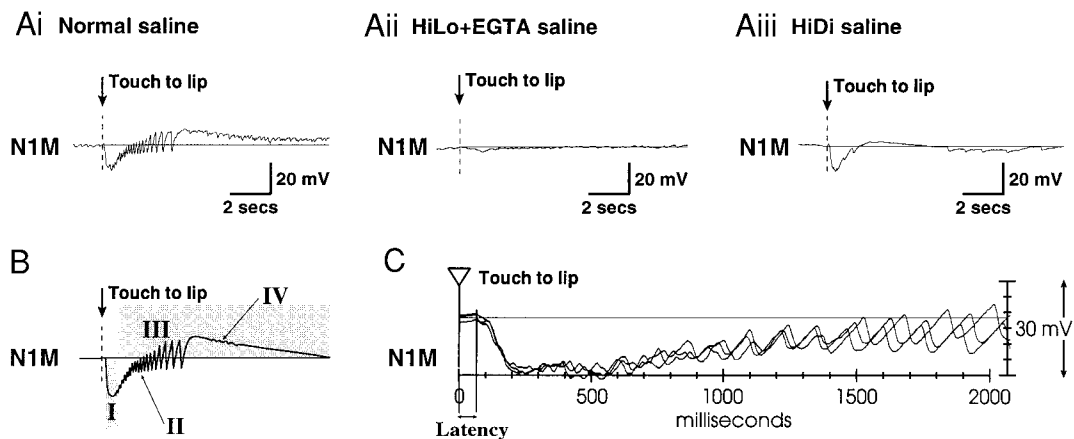 Ai Normal saline
Touch to lip
N1M
20 mV
2 secs
Aii HiLo+EGTA saline
Touch to lip
N1M
20 mV
2 secs
Aiii HiDi saline
Touch to lip
N1M
20 mV
2 secs
B
Touch to lip
IV
III
N1M
I
II
C
Touch to lip
30 mV
N1M
0 500 1000 1500 2000
milliseconds
Latency